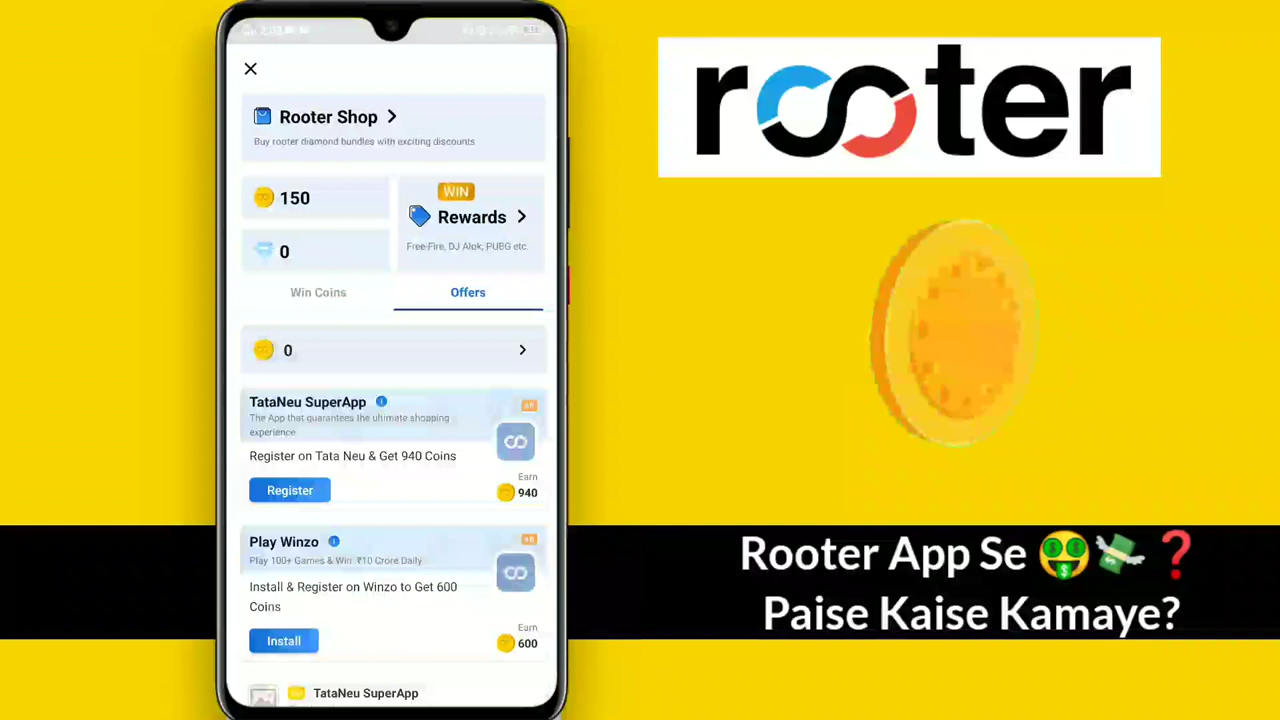 Rooter Shop
Buy rooter diamond bundles with exciting discounts
150
WIN
Rewards
Free-Fire, DJ Alok, PUBG etc.
0
Win Coins
Offers
0
TataNeu SuperApp
The App that guarantees the ultimate shopping
experience
Register on Tata Neu & Get 940 Coins
Earn
940
Register
Play Winzo
Play 100+ Games & Win ₹10 Crore Daily
Install & Register on Winzo to Get 600
Coins
Earn
600
Install
TataNeu SuperApp
rooter
Rooter App Se 🤑💸❓
Paise Kaise Kamaye?